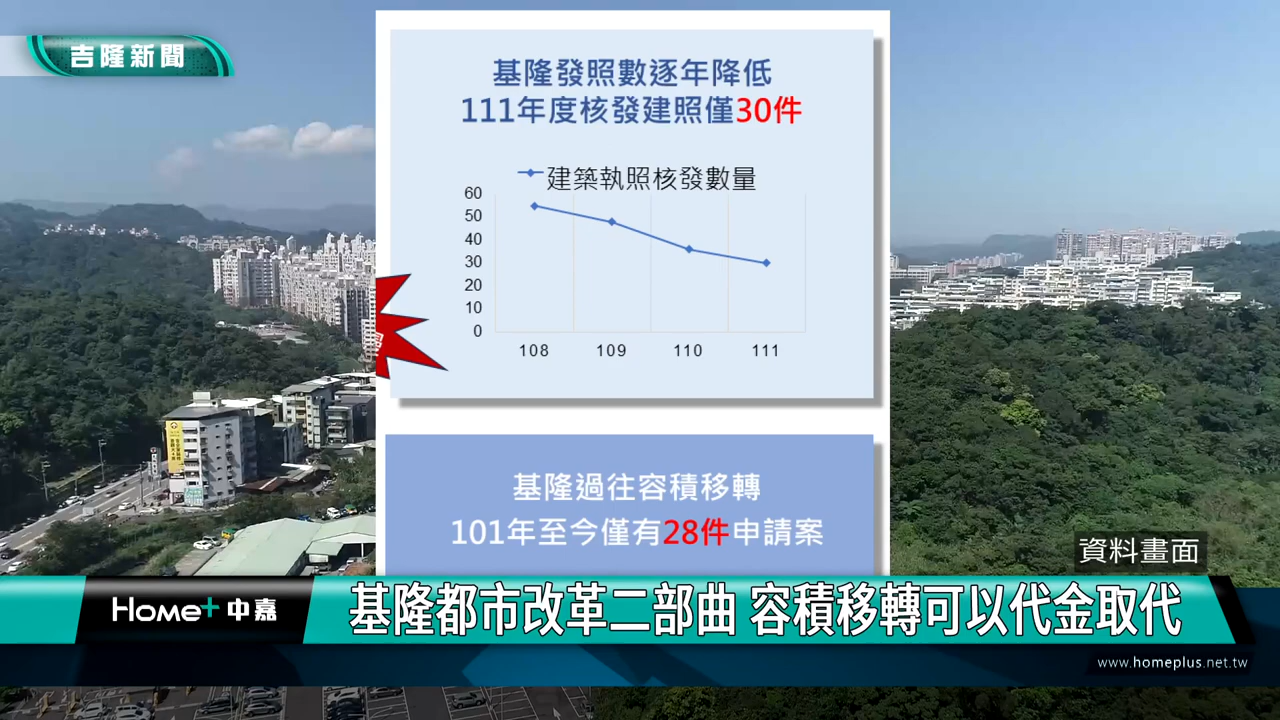 吉隆新聞
基隆發照數逐年降低
111年度核發建照僅30件
建築執照核發數量
60
50
40
30
20
10
0
108 109 110 111
基隆過往容積移轉
101年至今僅有28件申請案
資料畫面
Home+ 中嘉
基隆都市改革二部曲 容積移轉可以代金取代
www.homeplus.net.tw